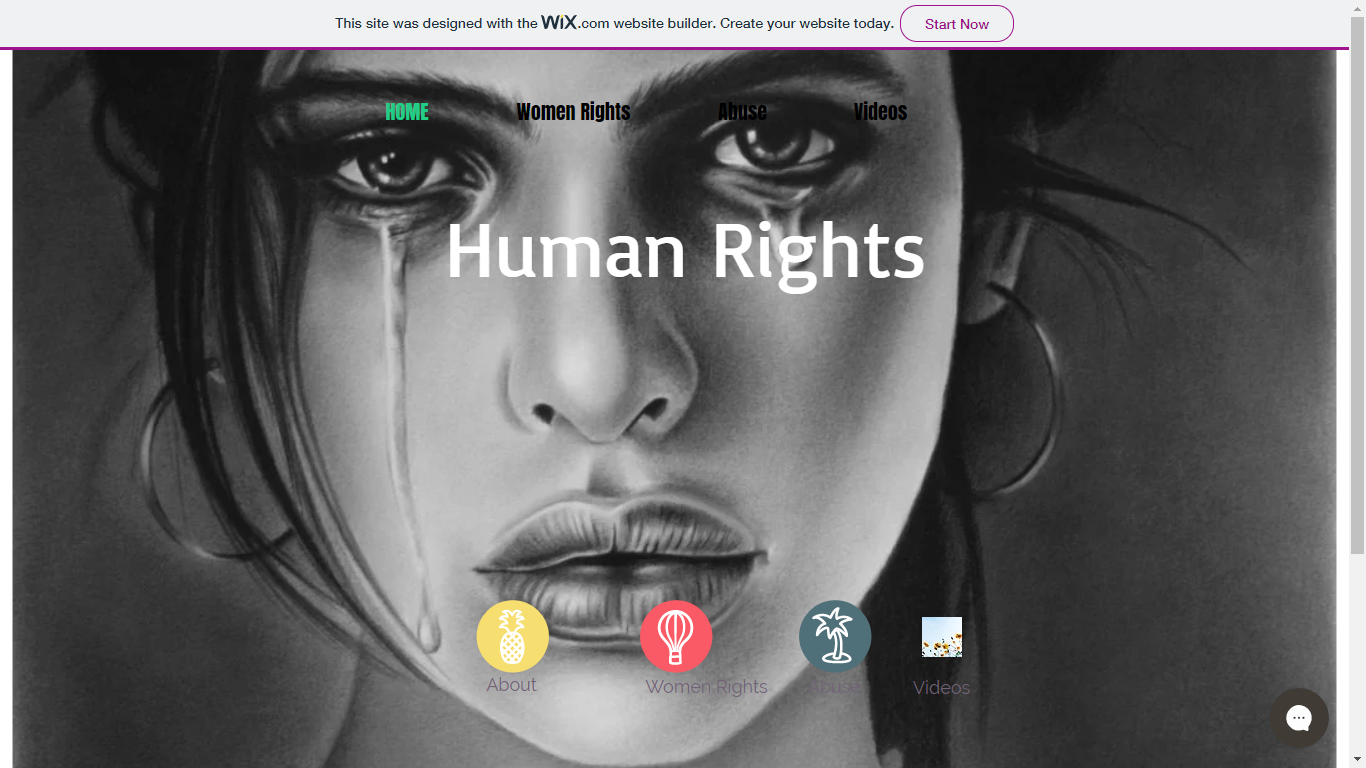 This site was designed with the WiX.com website builder. Create your website today. Start Now
HOME Women Rights Abuse Videos
Human Rights
About Women Rights Abuse Videos